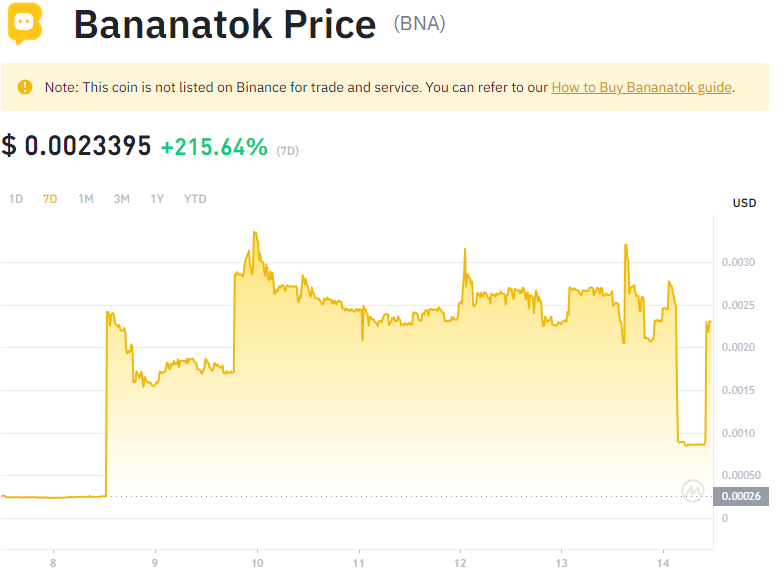 Bananatok Price (BNA)
Note: This coin is not listed on Binance for trade and service. You can refer to our How to Buy Bananatok guide.
$ 0.0023395 +215.64% (7D)
1D 7D 1M 3M 1Y YTD
USD
0.0030
0.0025
0.0020
0.0015
0.0010
0.00050
0.00026
0
8 9 10 11 12 13 14